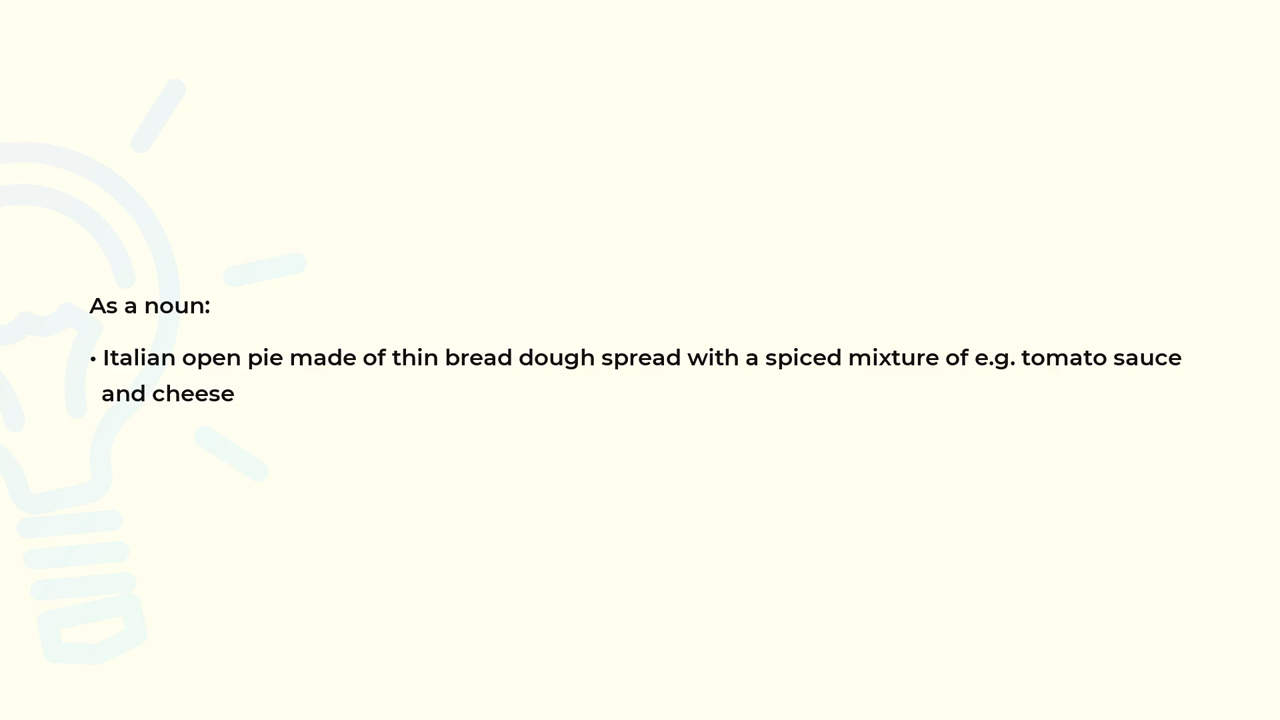 As a noun:
• Italian open pie made of thin bread dough spread with a spiced mixture of e.g. tomato sauce
and cheese